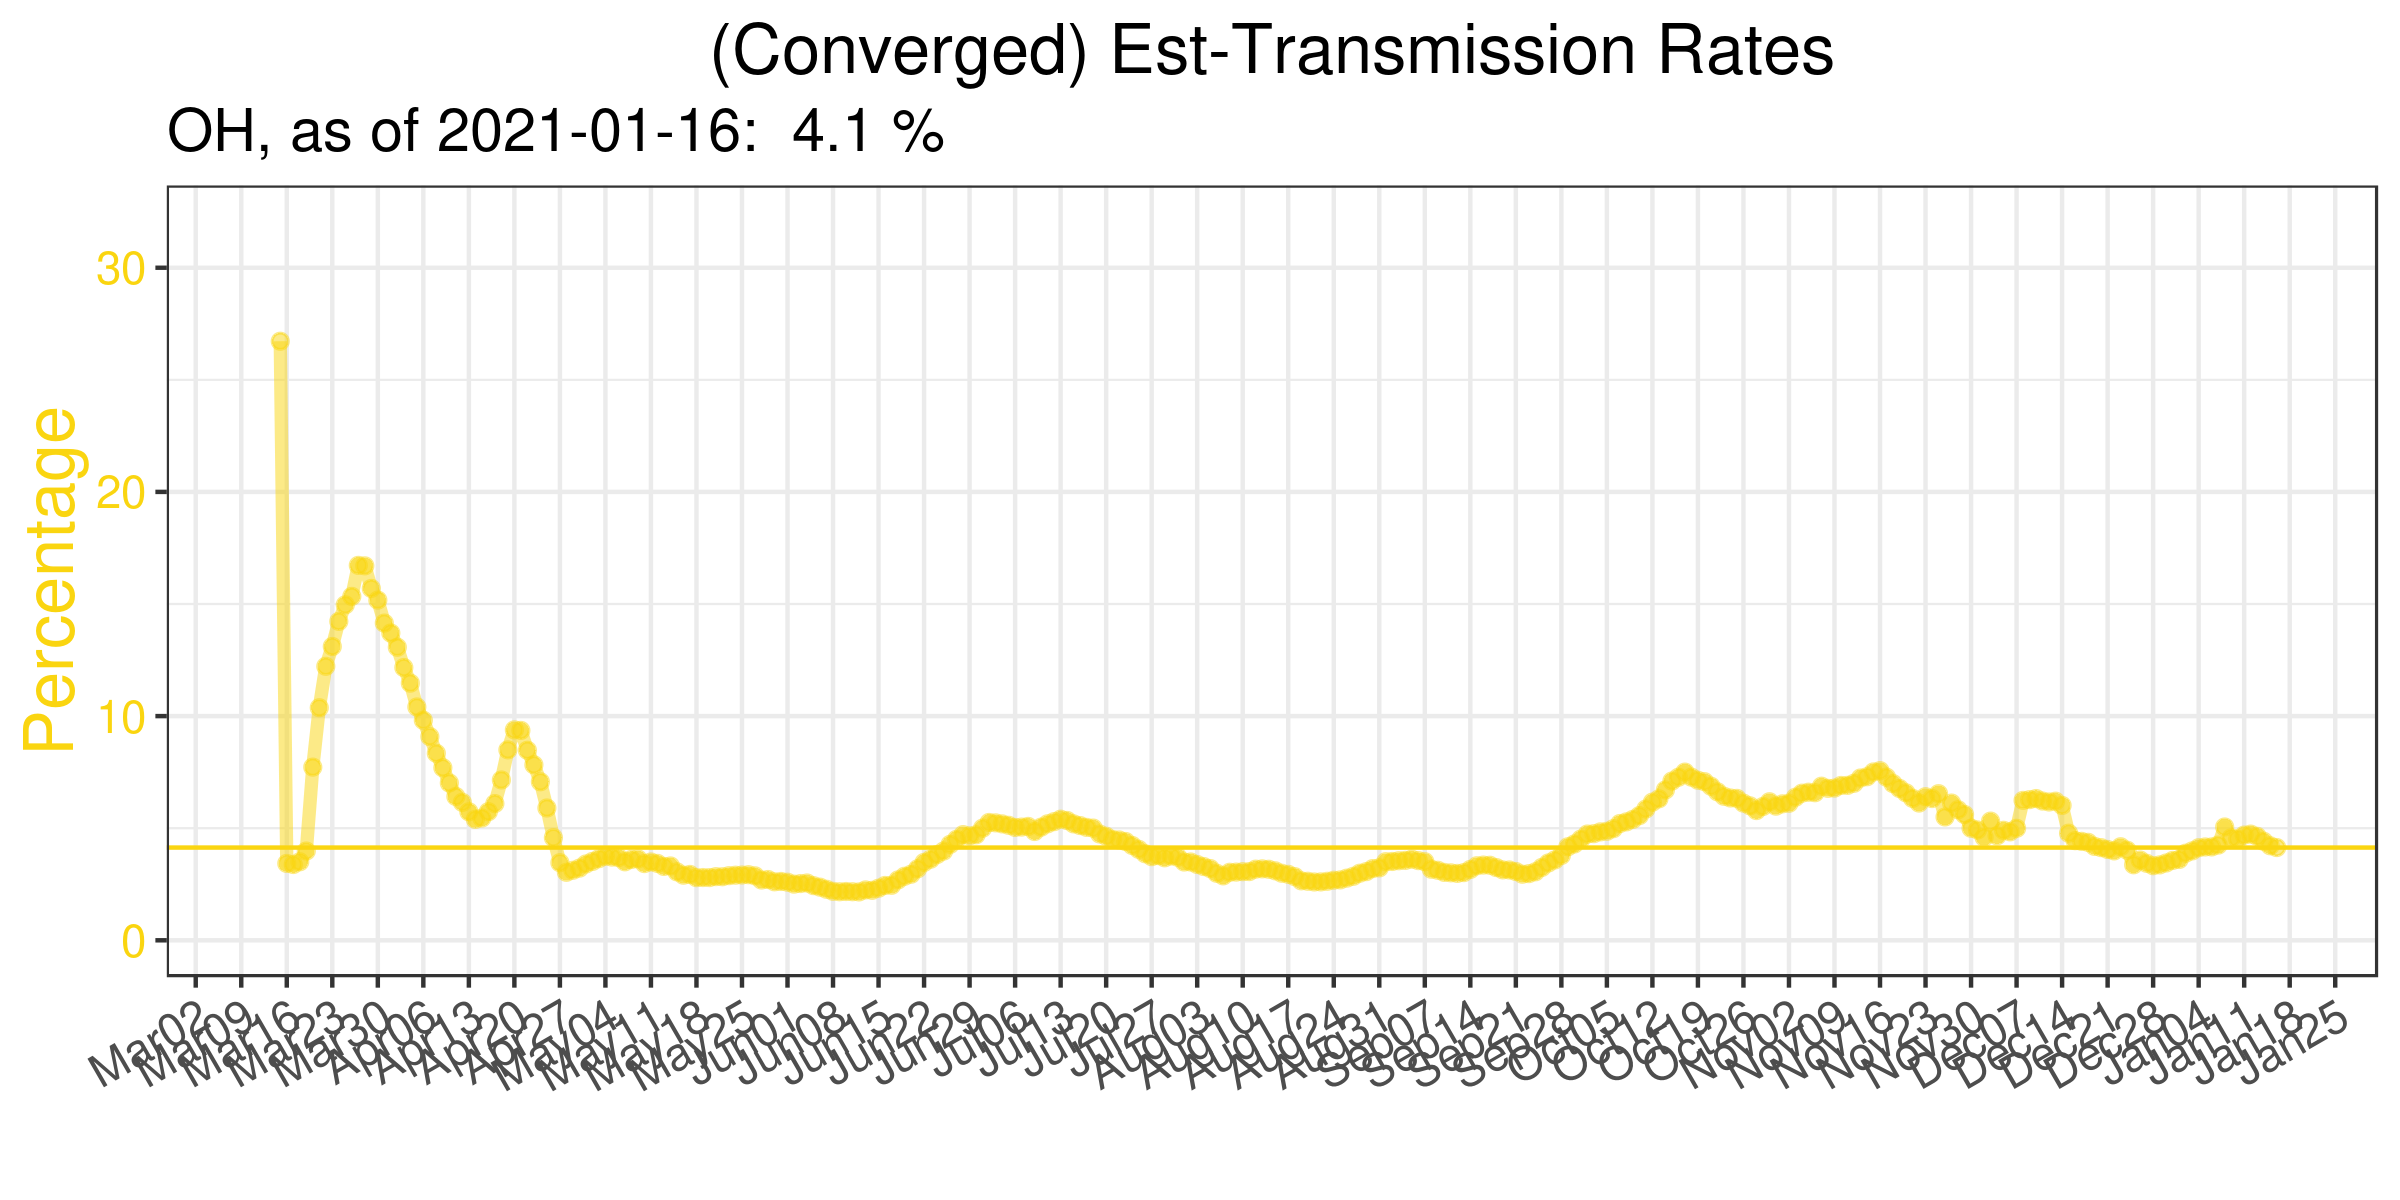 (Converged) Est-Transmission Rates
OH, as of 2021-01-16: 4.1 %
Percentage
30
20
10
0
Mar02
Mar09
Mar16
Mar23
Mar30
Apr06
Apr13
Apr20
Apr27
May04
May11
May18
May25
Jun01
Jun08
Jun15
Jun22
Jun29
Jul06
Jul13
Jul20
Jul27
Aug03
Aug10
Aug17
Aug24
Aug31
Sep07
Sep14
Sep21
Sep28
Oct05
Oct12
Oct19
Oct26
Nov02
Nov09
Nov16
Nov23
Nov30
Dec07
Dec14
Dec21
Dec28
Jan04
Jan11
Jan18
Jan25